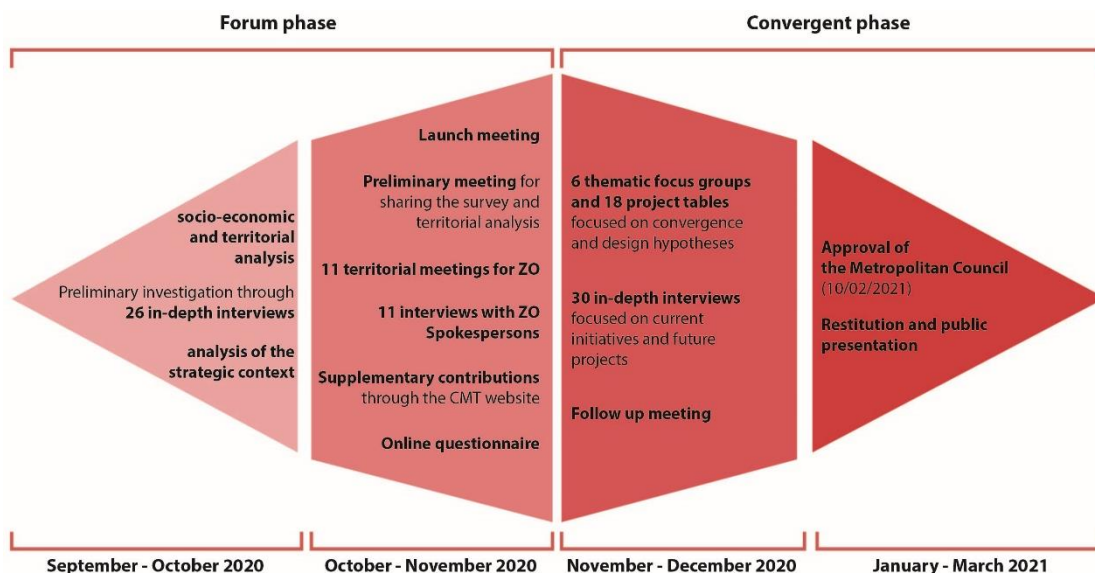 Forum phase
Convergent phase
socio-economic
and territorial
analysis
Preliminary investigation through
26 in-depth interviews
analysis of the
strategic context
Launch meeting
Preliminary meeting for
sharing the survey and
territorial analysis
11 territorial meetings for ZO
11 interviews with ZO
Spokespersons
Supplementary contributions
through the CMT website
Online questionnaire
6 thematic focus groups
and 18 project tables
focused on convergence
and design hypotheses
30 in-depth interviews
focused on current
initiatives and future
projects
Follow up meeting
Approval of
the Metropolitan Council
(10/02/2021)
Restitution and public
presentation
September - October 2020
October - November 2020
November - December 2020
January - March 2021